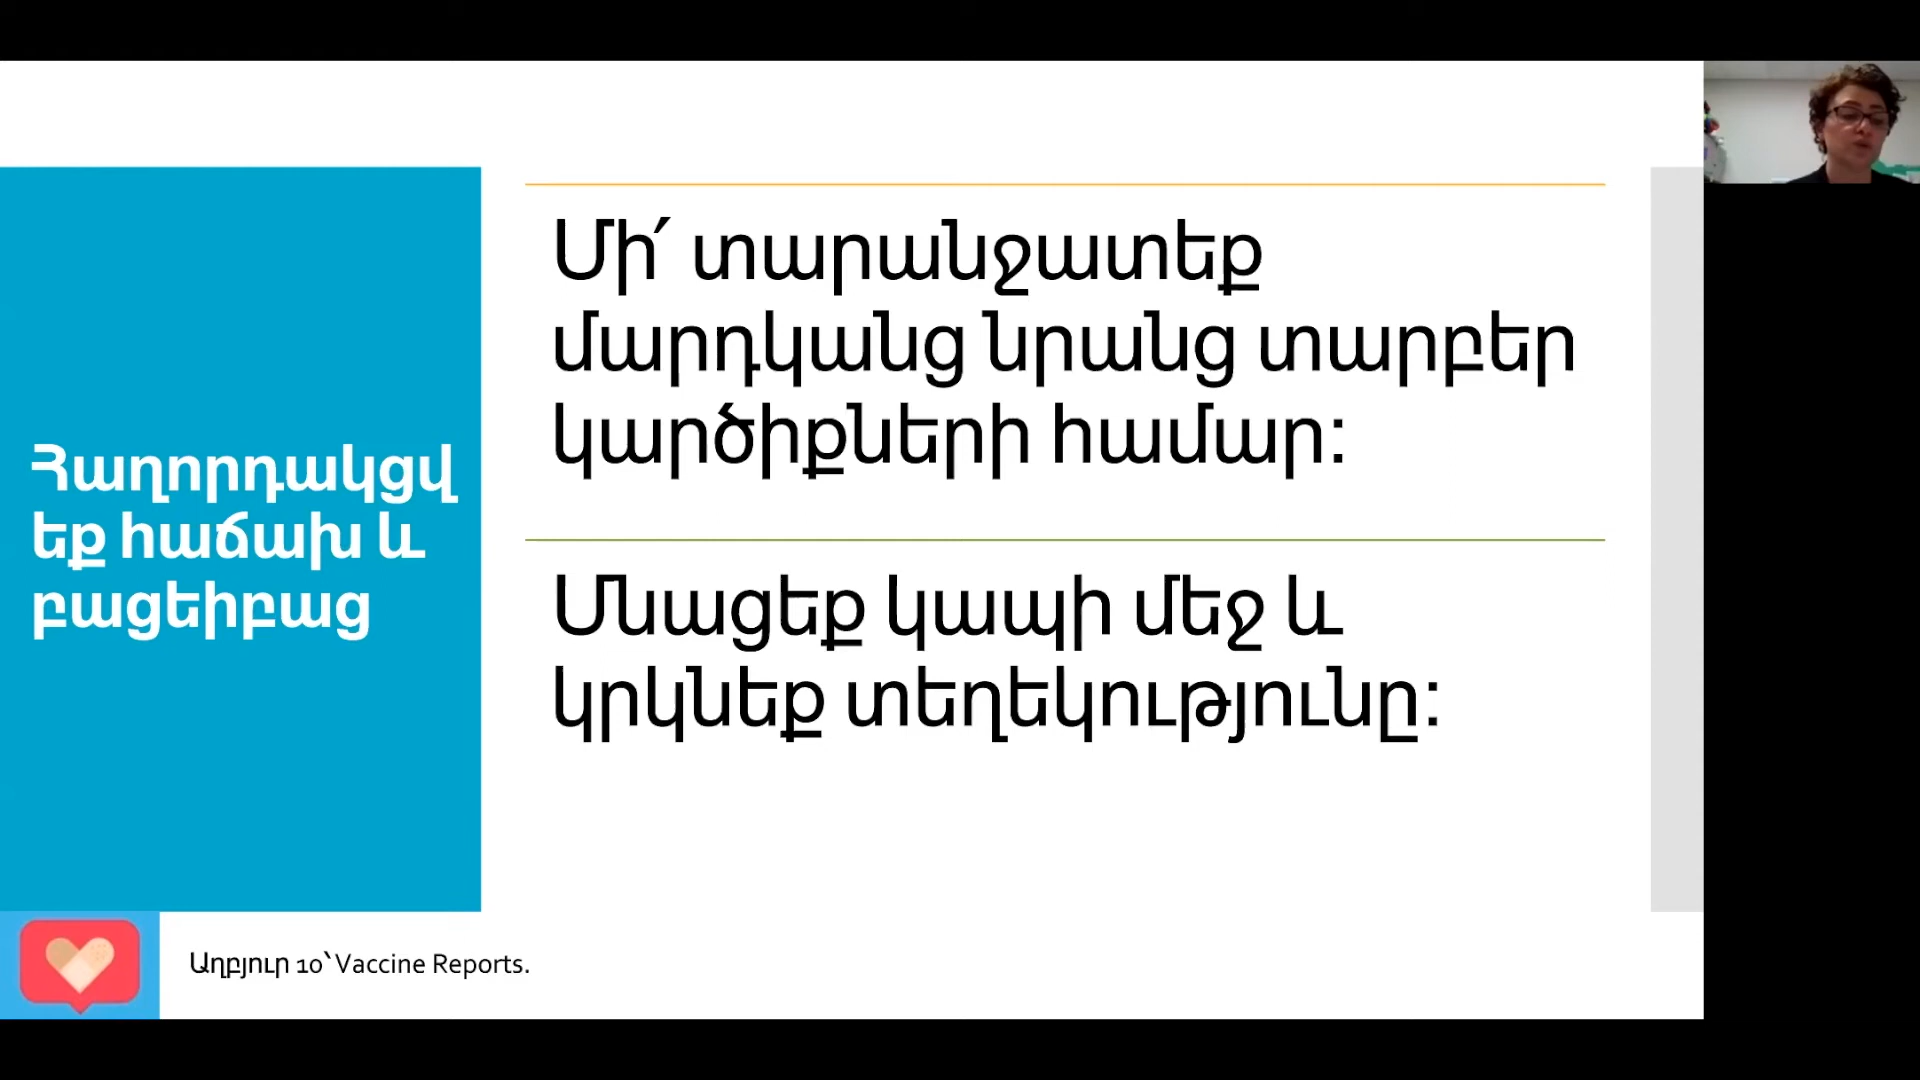 Հաղորդակցվ
եք հաճախ և
բացեիբաց
Մի՛ տարանջատեք
մարդկանց նրանց տարբեր
կարծիքների համար:
Մնացեք կապի մեջ և
կրկնեք տեղեկությունը:
Աղբյուր 10՝ Vaccine Reports.